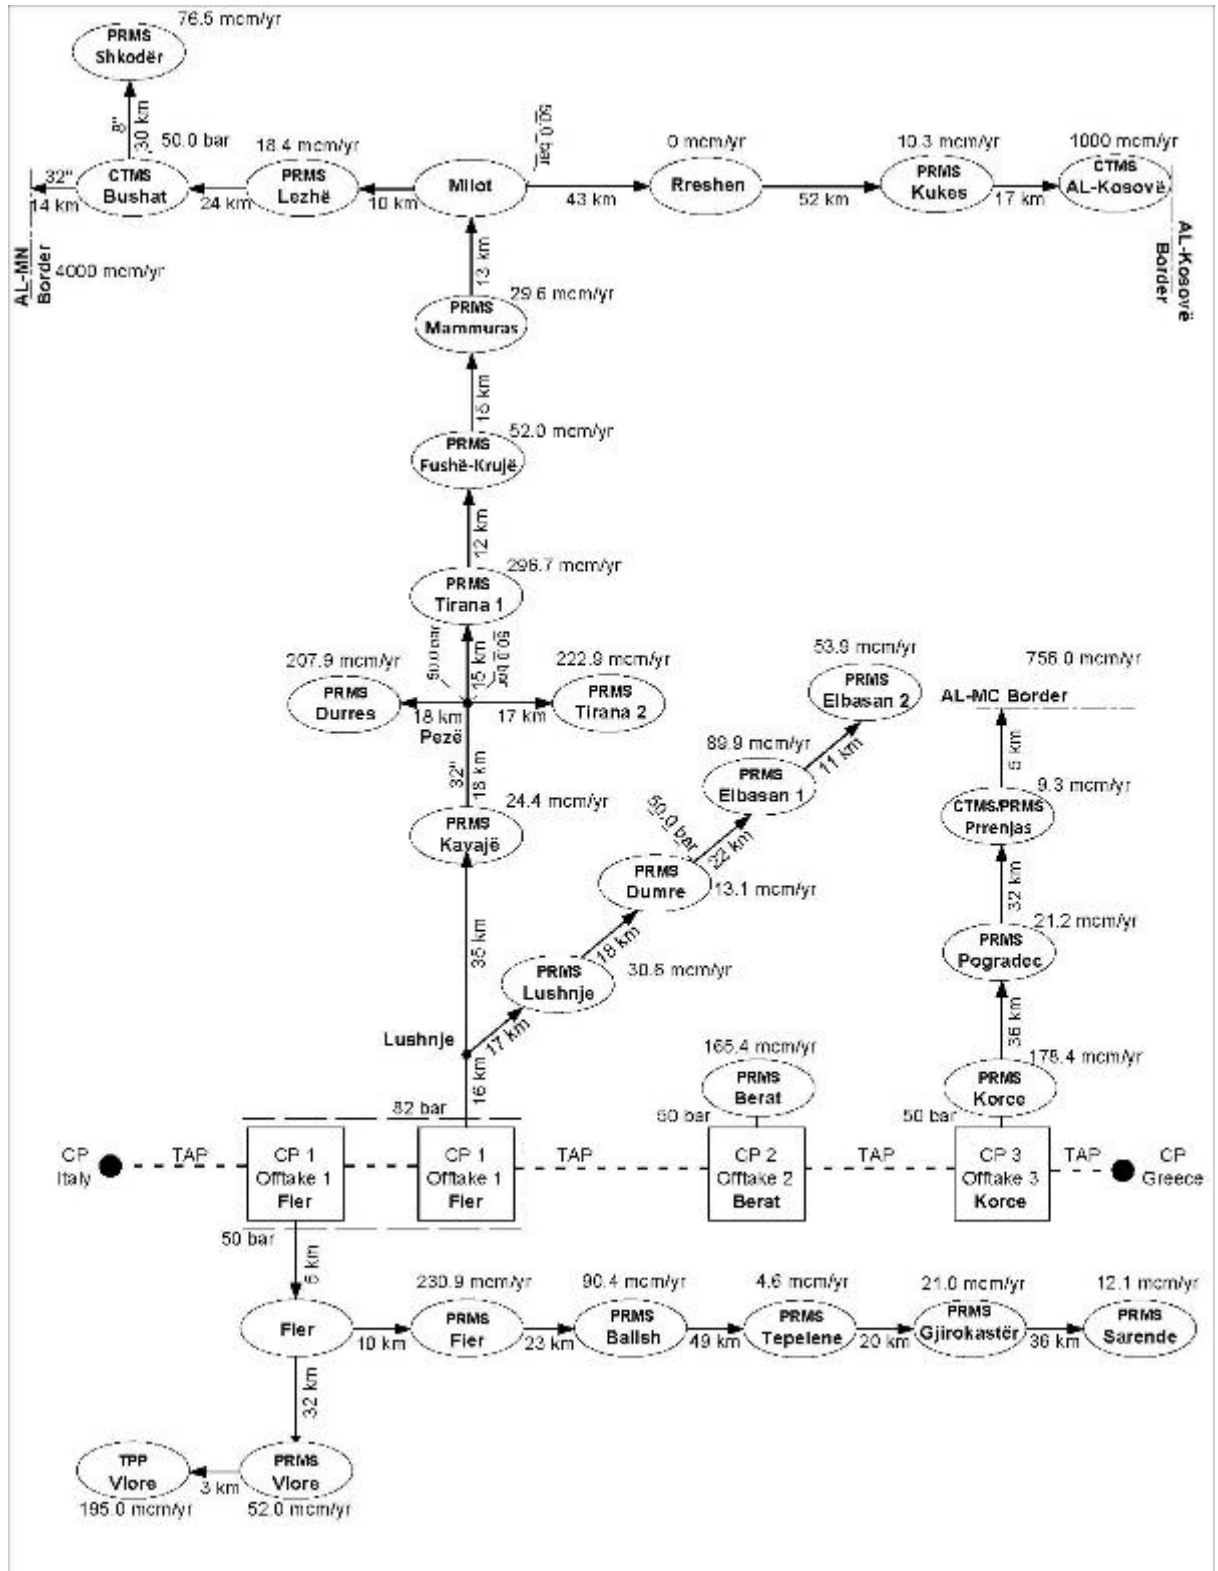 76.5 mcm/yr
PRMS
Shkodër
8"
30 km
50.0 bar
18.4 mcm/yr
50.0 bar
0 mcm/yr
10.3 mcm/yr
1000 mcm/yr
32"
CTMS
Bushat
PRMS
Lezhë
Milot
Rreshen
PRMS
Kukes
CTMS
AL-Kosovë
14 km
24 km
10 km
43 km
52 km
17 km
AL-MN
Border
4000 mcm/yr
AL-Kosovë
Border
13 km
29.6 mcm/yr
PRMS
Mammuras
15 km
52.0 mcm/yr
PRMS
Fushë-Krujë
12 km
296.7 mcm/yr
PRMS
Tirana 1
50.0 bar
15 km
50.0 bar
207.9 mcm/yr
222.9 mcm/yr
PRMS
Durres
18 km
Pezë
17 km
PRMS
Tirana 2
53.9 mcm/yr
PRMS
Elbasan 2
756.0 mcm/yr
AL-MC Border
32"
18 km
89.9 mcm/yr
11 km
5 km
24.4 mcm/yr
PRMS
Kavajë
PRMS
Elbasan 1
9.3 mcm/yr
CTMS/PRMS
Prrenjas
50.0 bar
22 km
PRMS
Dumre
13.1 mcm/yr
32 km
35 km
18 km
21.2 mcm/yr
PRMS
Pogradec
PRMS
Lushnje
30.6 mcm/yr
Lushnje
17 km
36 km
16 km
165.4 mcm/yr
178.4 mcm/yr
PRMS
Berat
PRMS
Korce
82 bar
50 bar
50 bar
CP
Italy
TAP
CP 1
Offtake 1
Fier
CP 1
Offtake 1
Fier
TAP
CP 2
Offtake 2
Berat
TAP
CP 3
Offtake 3
Korce
TAP
CP
Greece
50 bar
6 km
230.9 mcm/yr
90.4 mcm/yr
4.6 mcm/yr
21.0 mcm/yr
12.1 mcm/yr
Fier
PRMS
Fier
PRMS
Ballsh
PRMS
Tepelene
PRMS
Gjirokastër
PRMS
Sarende
10 km
23 km
49 km
20 km
36 km
32 km
TPP
Vlore
3 km
PRMS
Vlore
195.0 mcm/yr
52.0 mcm/yr